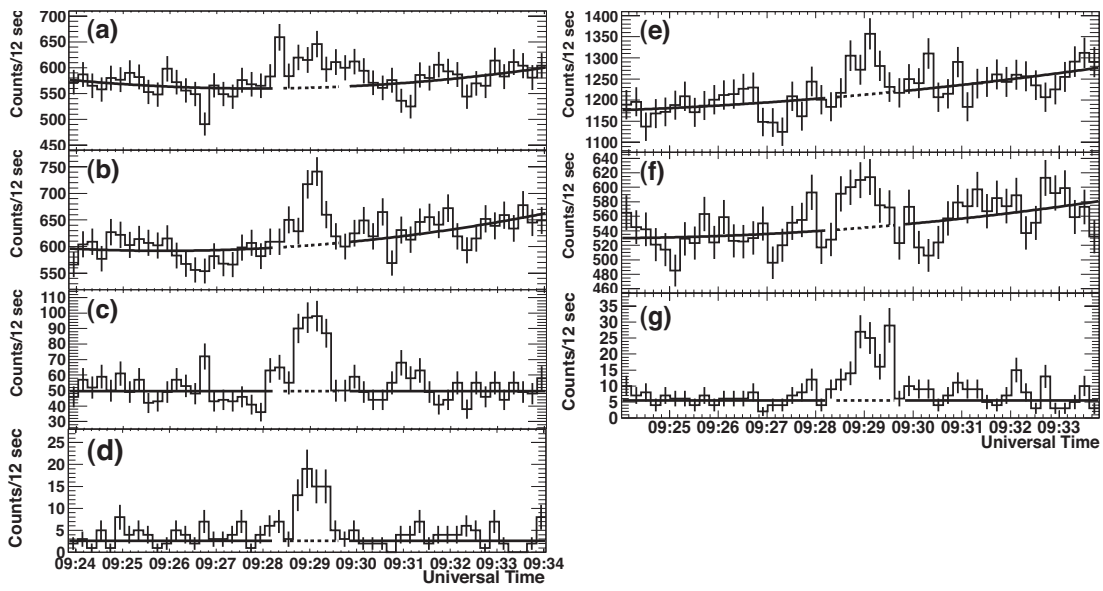 (a)
Counts/12 sec
700
650
600
550
500
450
(b)
Counts/12 sec
750
700
650
600
550
(c)
Counts/12 sec
110
100
90
80
70
60
50
40
30
(d)
Counts/12 sec
25
20
15
10
5
0
09:24 09:25 09:26 09:27 09:28 09:29 09:30 09:31 09:32 09:33 09:34
Universal Time
(e)
Counts/12 sec
1400
1350
1300
1250
1200
1150
1100
(f)
Counts/12 sec
640
620
600
580
560
540
520
500
480
460
(g)
Counts/12 sec
35
30
25
20
15
10
5
0
09:25 09:26 09:27 09:28 09:29 09:30 09:31 09:32 09:33
Universal Time